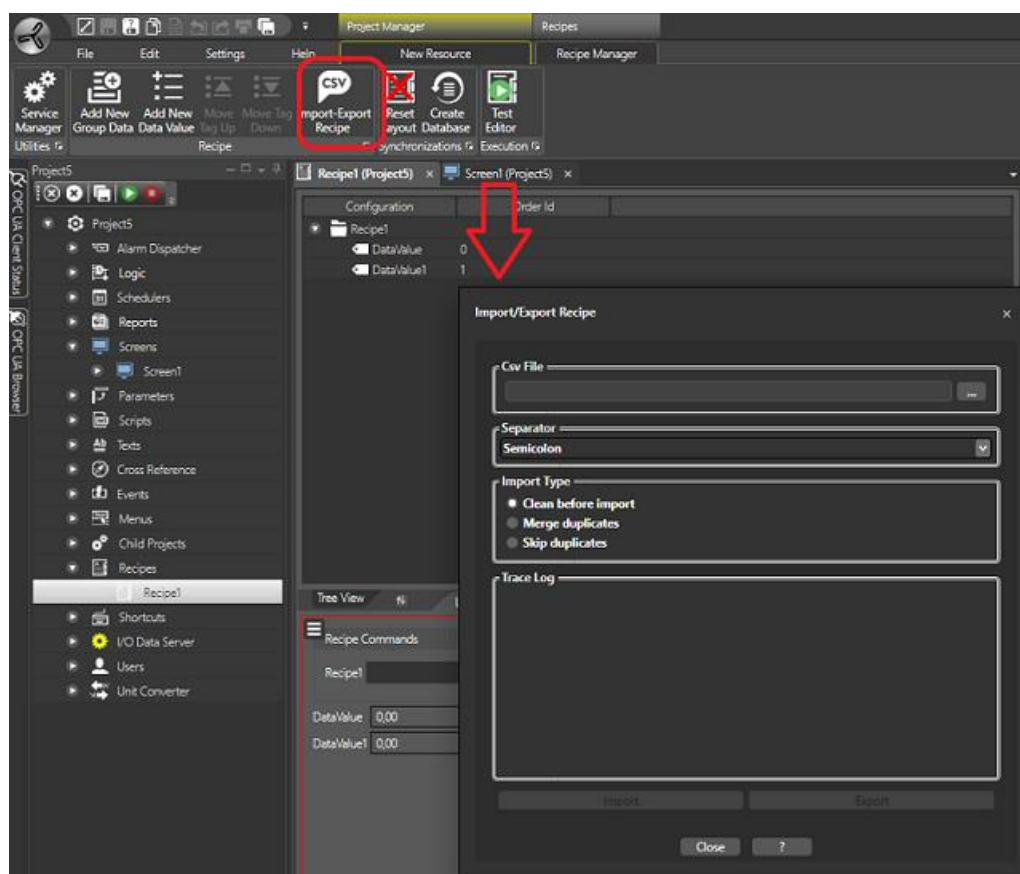 Project Manager
Recipes
File
Edit
Settings
Help
New Resource
Recipe Manager
CSV
Service
Manager
Add New
Group Data
Add New
Data Value
Move
Tag Up
Move Tag
Down
Import-Export
Recipe
Reset
Layout
Create
Database
Test
Editor
Utilities
Recipe
Synchronizations
Execution
OPC UA Client Status
OPC UA Browser
Project5
Project5
Alarm Dispatcher
Logic
Schedulers
Reports
Screens
Screen1
Parameters
Scripts
Texts
Cross Reference
Events
Menus
Child Projects
Recipes
Recipe1
Shortcuts
I/O Data Server
Users
Unit Converter
Recipe1 (Project5) ×
Screen1 (Project5) ×
Configuration
Order Id
Recipe1
DataValue 0
DataValue1 1
Tree View
Recipe Commands
Recipe1
DataValue 0,00
DataValue1 0,00
Import/Export Recipe
Csv File
...
Separator
Semicolon
Import Type
Clean before import
Merge duplicates
Skip duplicates
Trace Log
Import
Export
Close
?